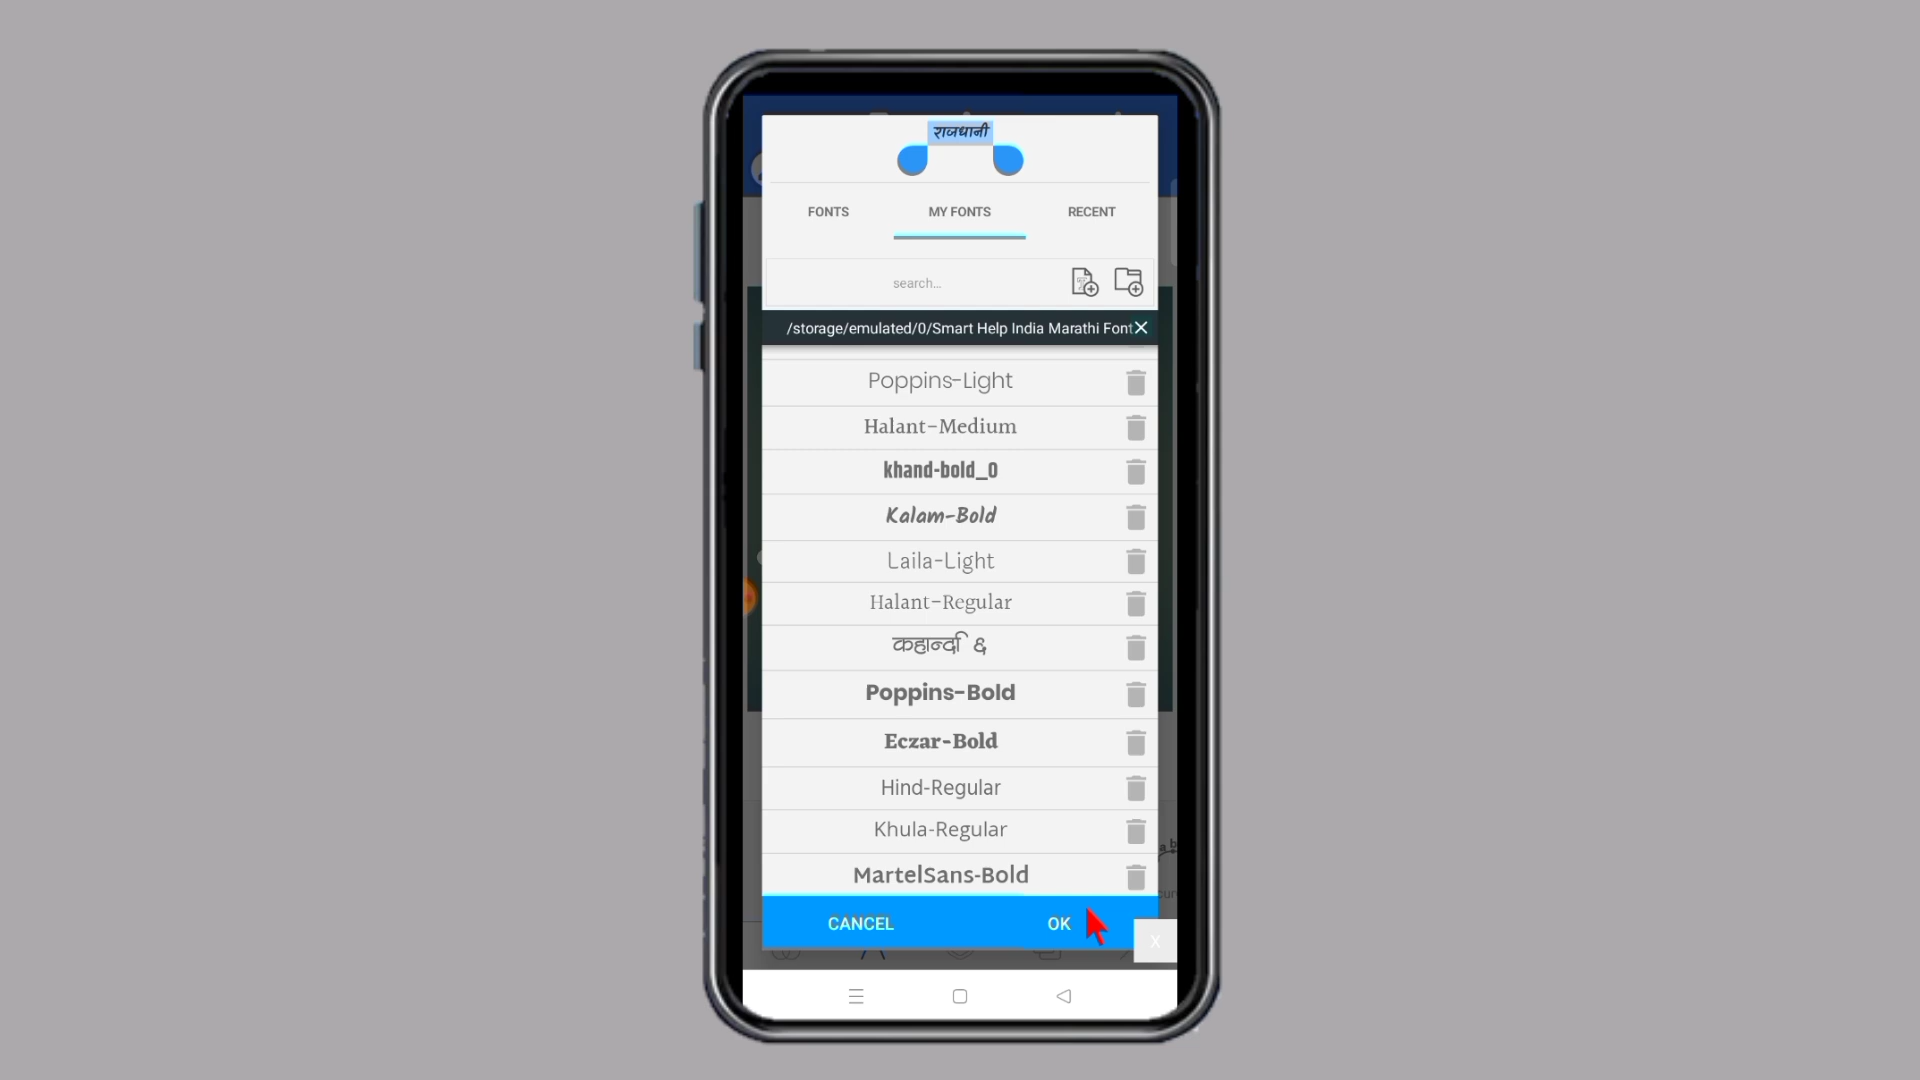 राजधानी
FONTS MY FONTS RECENT
search...
/storage/emulated/0/Smart Help India Marathi Font
Poppins-Light
Halant-Medium
khand-bold_0
Kalam-Bold
Laila-Light
Halant-Regular
कहार्न्दा &
Poppins-Bold
Eczar-Bold
Hind-Regular
Khula-Regular
MartelSans-Bold
CANCEL OK
X